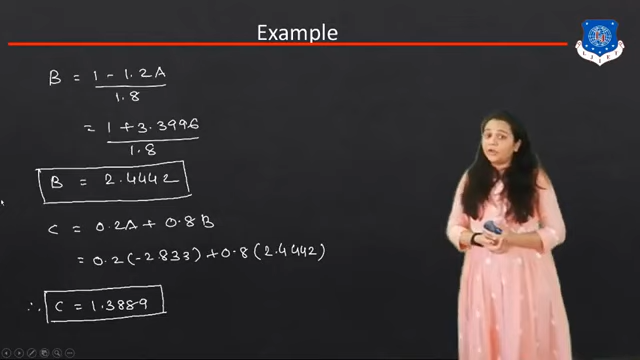 Example
B = 1 - 1.2A / 1.8
= 1 + 3.3996 / 1.8
B = 2.4442
C = 0.2A + 0.8B
= 0.2(-2.833) + 0.8(2.4442)
∴ C = 1.3889
L.J.I.E.T.